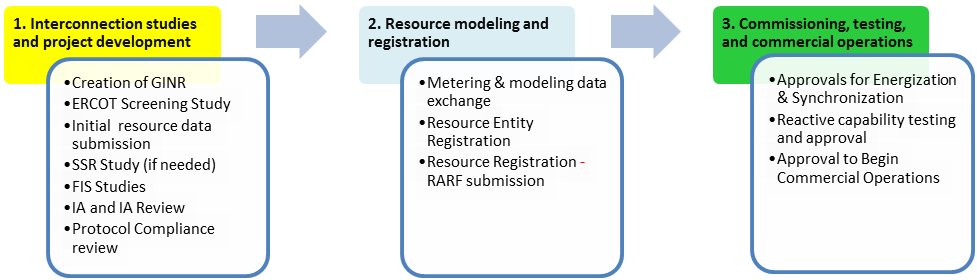 1. Interconnection studies
and project development
•Creation of GINR
•ERCOT Screening Study
•Initial resource data
submission
•SSR Study (if needed)
•FIS Studies
•IA and IA Review
•Protocol Compliance
review
2. Resource modeling and
registration
•Metering & modeling data
exchange
•Resource Entity
Registration
•Resource Registration -
RARF submission
3. Commissioning, testing,
and commercial operations
•Approvals for Energization
& Synchronization
•Reactive capability testing
and approval
•Approval to Begin
Commercial Operations